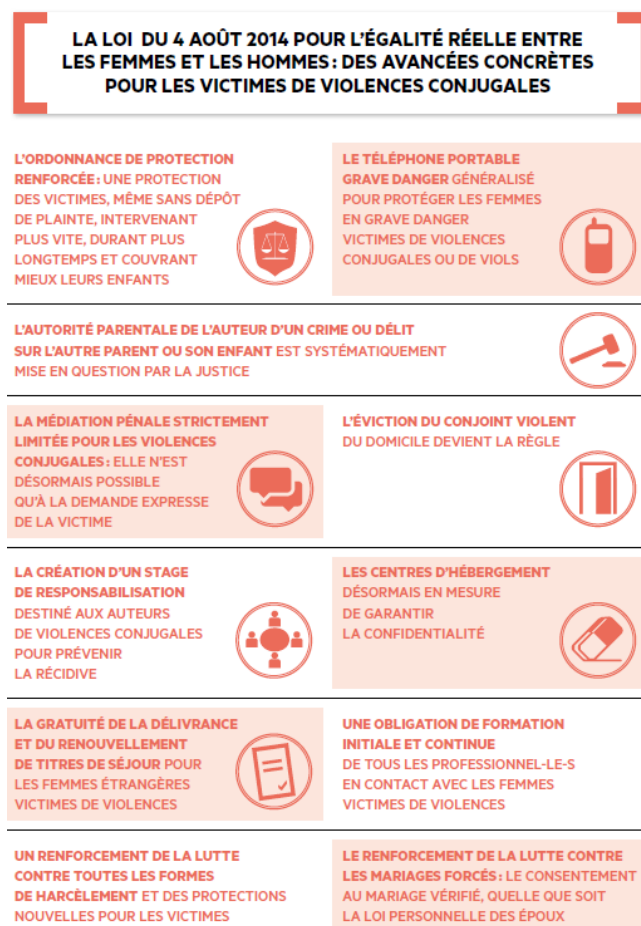 LA LOI DU 4 AOÛT 2014 POUR L'ÉGALITÉ RÉELLE ENTRE
LES FEMMES ET LES HOMMES : DES AVANCÉES CONCRÈTES
POUR LES VICTIMES DE VIOLENCES CONJUGALES
L'ORDONNANCE DE PROTECTION
RENFORCÉE : UNE PROTECTION
DES VICTIMES, MÊME SANS DÉPÔT
DE PLAINTE, INTERVENANT
PLUS VITE, DURANT PLUS
LONGTEMPS ET COUVRANT
MIEUX LEURS ENFANTS
LE TÉLÉPHONE PORTABLE
GRAVE DANGER GÉNÉRALISÉ
POUR PROTÉGER LES FEMMES
EN GRAVE DANGER
VICTIMES DE VIOLENCES
CONJUGALES OU DE VIOLS
L'AUTORITÉ PARENTALE DE L'AUTEUR D'UN CRIME OU DÉLIT
SUR L'AUTRE PARENT OU SON ENFANT EST SYSTÉMATIQUEMENT
MISE EN QUESTION PAR LA JUSTICE
LA MÉDIATION PÉNALE STRICTEMENT
LIMITÉE POUR LES VIOLENCES
CONJUGALES : ELLE N'EST
DÉSORMAIS POSSIBLE
QU'À LA DEMANDE EXPRESSE
DE LA VICTIME
L'ÉVICTION DU CONJOINT VIOLENT
DU DOMICILE DEVIENT LA RÈGLE
LA CRÉATION D'UN STAGE
DE RESPONSABILISATION
DESTINÉ AUX AUTEURS
DE VIOLENCES CONJUGALES
POUR PRÉVENIR
LA RÉCIDIVE
LES CENTRES D'HÉBERGEMENT
DÉSORMAIS EN MESURE
DE GARANTIR
LA CONFIDENTIALITÉ
LA GRATUITÉ DE LA DÉLIVRANCE
ET DU RENOUVELLEMENT
DE TITRES DE SÉJOUR POUR
LES FEMMES ÉTRANGÈRES
VICTIMES DE VIOLENCES
UNE OBLIGATION DE FORMATION
INITIALE ET CONTINUE
DE TOUS LES PROFESSIONNEL-LE-S
EN CONTACT AVEC LES FEMMES
VICTIMES DE VIOLENCES
UN RENFORCEMENT DE LA LUTTE
CONTRE TOUTES LES FORMES
DE HARCÈLEMENT ET DES PROTECTIONS
NOUVELLES POUR LES VICTIMES
LE RENFORCEMENT DE LA LUTTE CONTRE
LES MARIAGES FORCÉS : LE CONSENTEMENT
AU MARIAGE VÉRIFIÉ, QUELLE QUE SOIT
LA LOI PERSONNELLE DES ÉPOUX